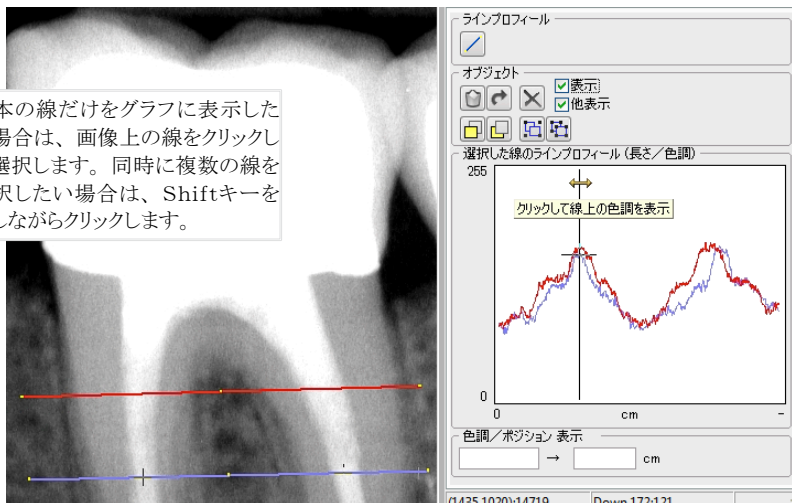 本の線だけをグラフに表示した
場合は、画像上の線をクリックし
選択します。同時に複数の線を
択したい場合は、Shiftキーを
しながらクリックします。
ラインプロフィール
オブジェクト
表示
他表示
選択した線のラインプロフィール (長さ／色調)
255
クリックして線上の色調を表示
0
0 cm -
色調／ポジション 表示
→ cm
(1435,1020):14719 Down 172:121